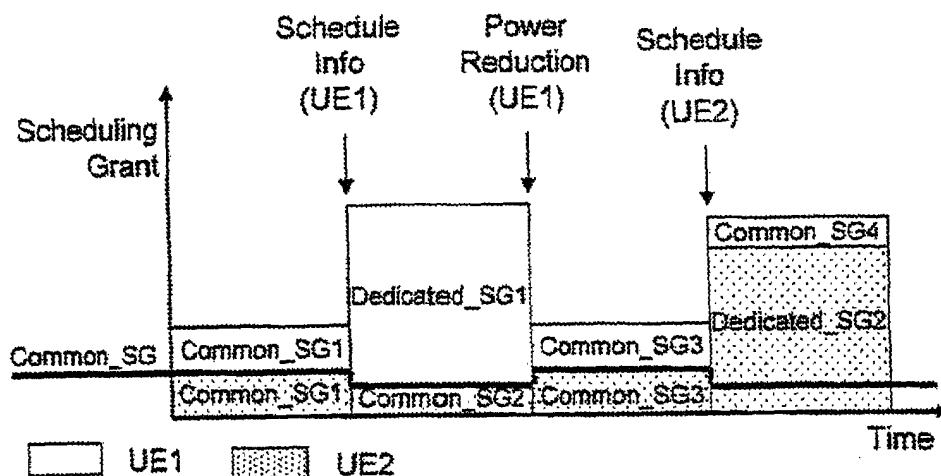 Schedule
Info
(UE1)
Power
Reduction
(UE1)
Schedule
Info
(UE2)
Scheduling
Grant
Common_SG4
Dedicated_SG1
Dedicated_SG2
Common_SG
Common_SG1
Common_SG3
Common_SG1
Common_SG2
Common_SG3
Time
UE1
UE2